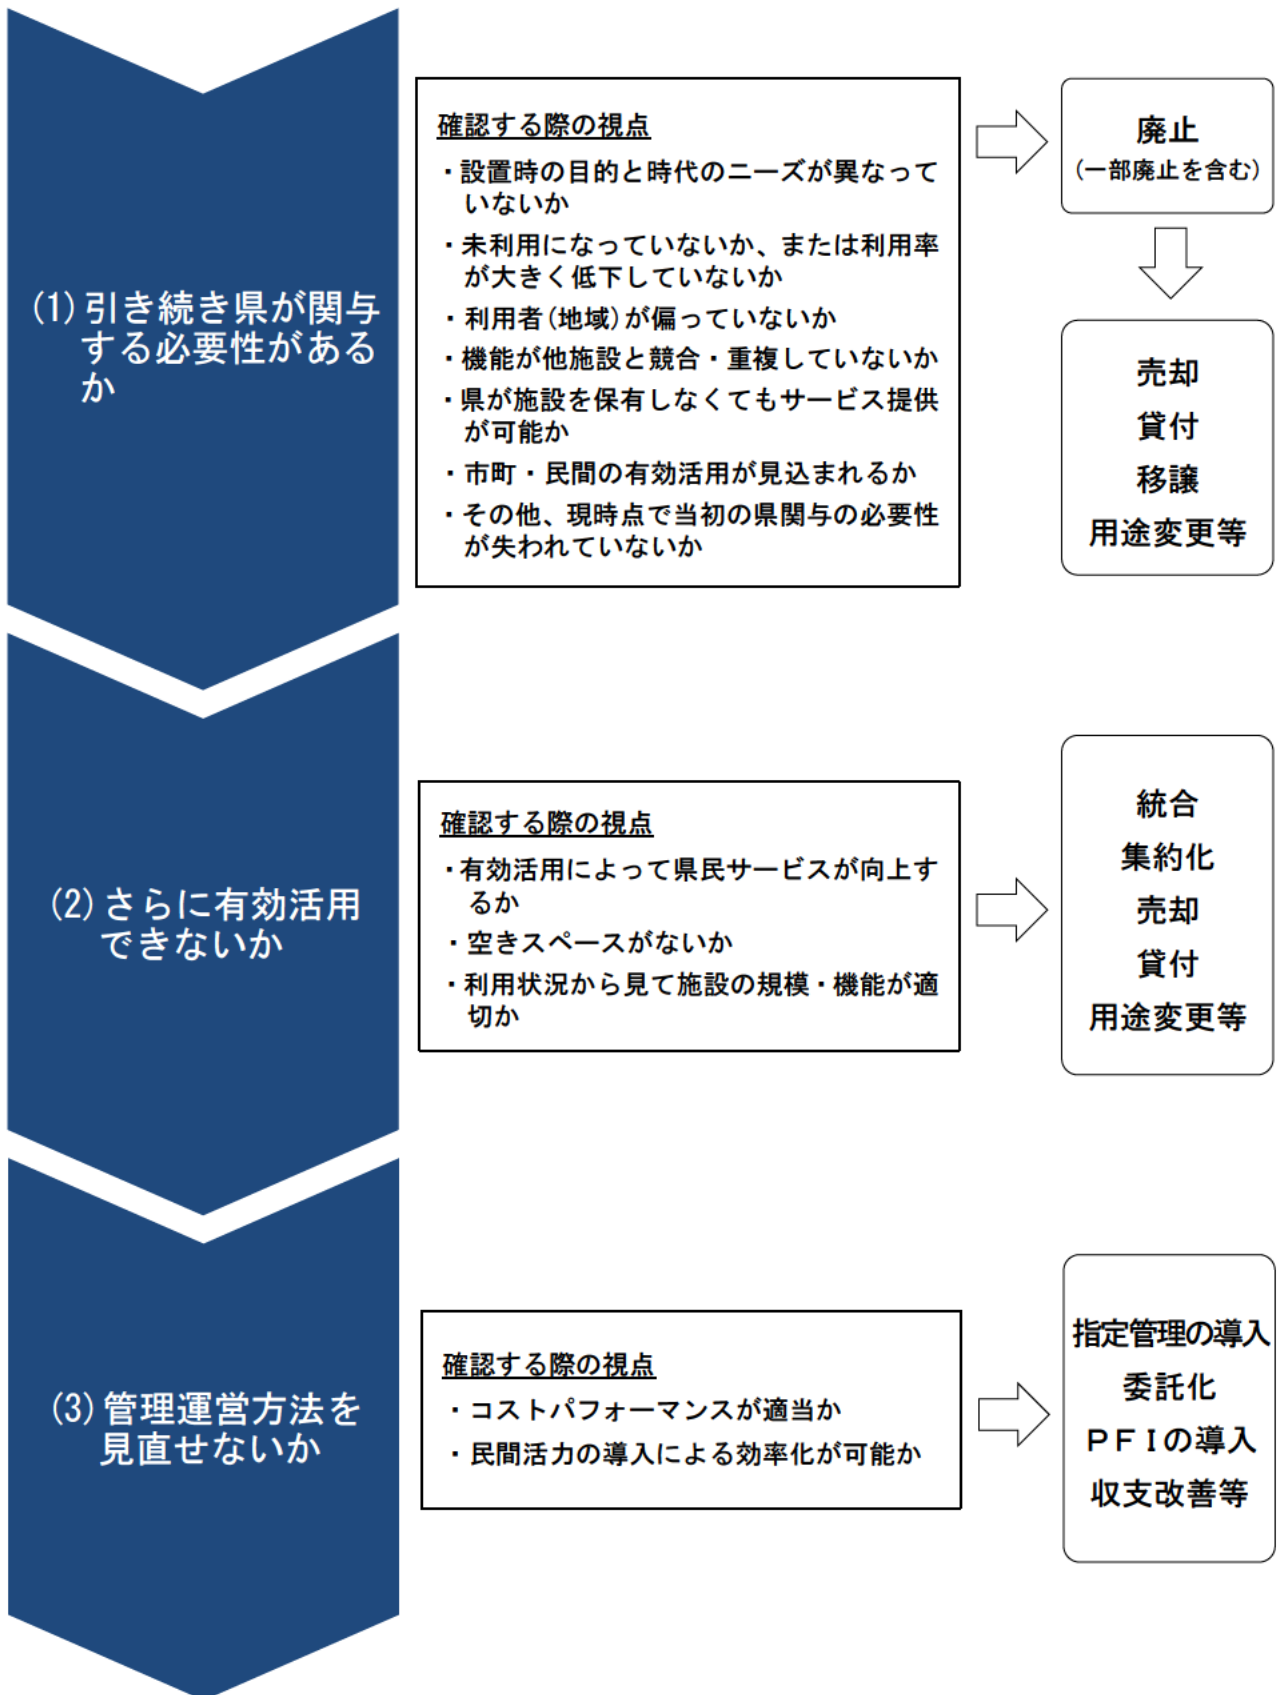 (1)引き続き県が関与
する必要性がある
か
確認する際の視点
・設置時の目的と時代のニーズが異なって
いないか
・未利用になっていないか、または利用率
が大きく低下していないか
・利用者(地域)が偏っていないか
・機能が他施設と競合・重複していないか
・県が施設を保有しなくてもサービス提供
が可能か
・市町・民間の有効活用が見込まれるか
・その他、現時点で当初の県関与の必要性
が失われていないか
廃止
(一部廃止を含む)
売却
貸付
移譲
用途変更等
(2)さらに有効活用
できないか
確認する際の視点
・有効活用によって県民サービスが向上す
るか
・空きスペースがないか
・利用状況から見て施設の規模・機能が適
切か
統合
集約化
売却
貸付
用途変更等
(3)管理運営方法を
見直せないか
確認する際の視点
・コストパフォーマンスが適当か
・民間活力の導入による効率化が可能か
指定管理の導入
委託化
ＰＦＩの導入
収支改善等